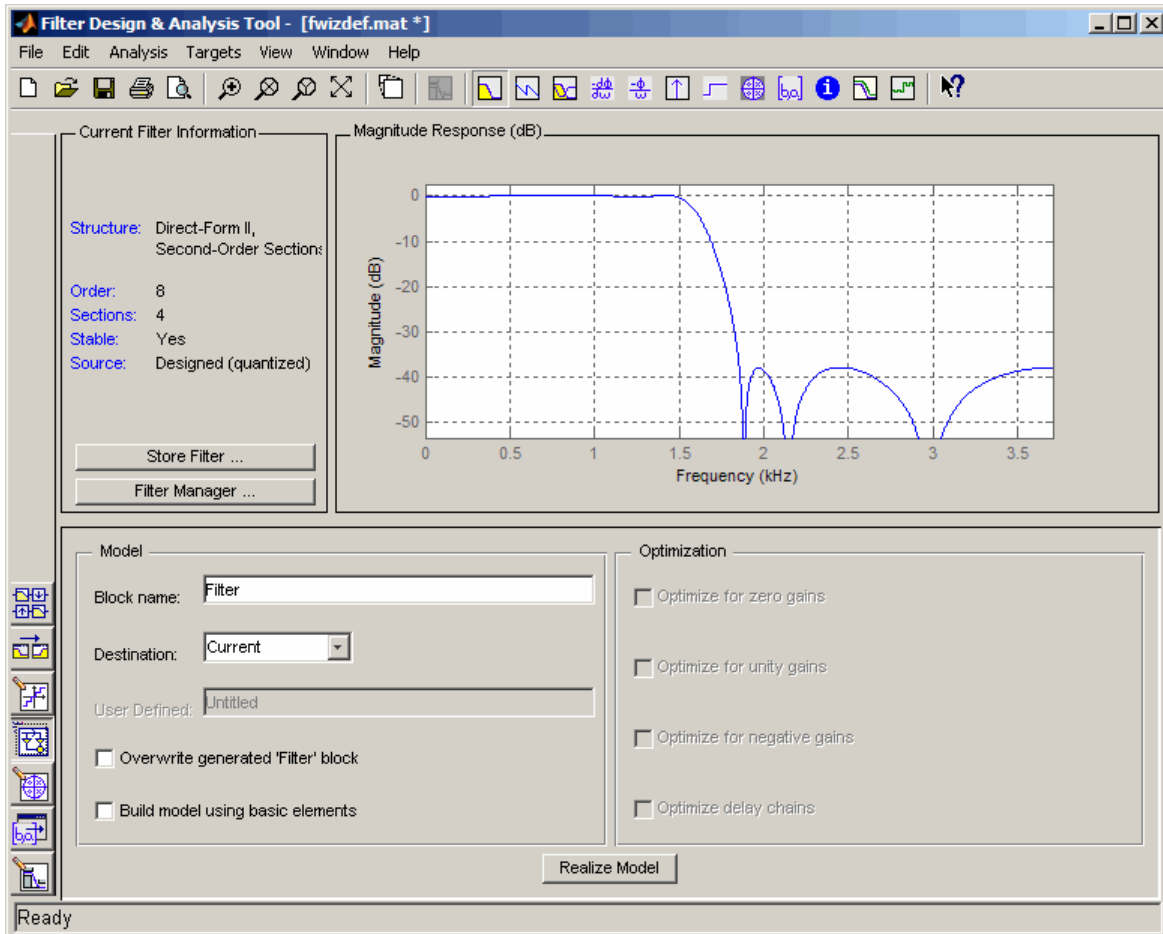 Filter Design & Analysis Tool - [fwizdef.mat *]
File Edit Analysis Targets View Window Help
Current Filter Information
Structure: Direct-Form II,
Second-Order Sections
Order: 8
Sections: 4
Stable: Yes
Source: Designed (quantized)
Store Filter ...
Filter Manager ...
Magnitude Response (dB)
Magnitude (dB)
0
-10
-20
-30
-40
-50
0 0.5 1 1.5 2 2.5 3 3.5
Frequency (kHz)
Model
Block name: Filter
Destination: Current
User Defined: Untitled
Overwrite generated 'Filter' block
Build model using basic elements
Optimization
Optimize for zero gains
Optimize for unity gains
Optimize for negative gains
Optimize delay chains
Realize Model
Ready